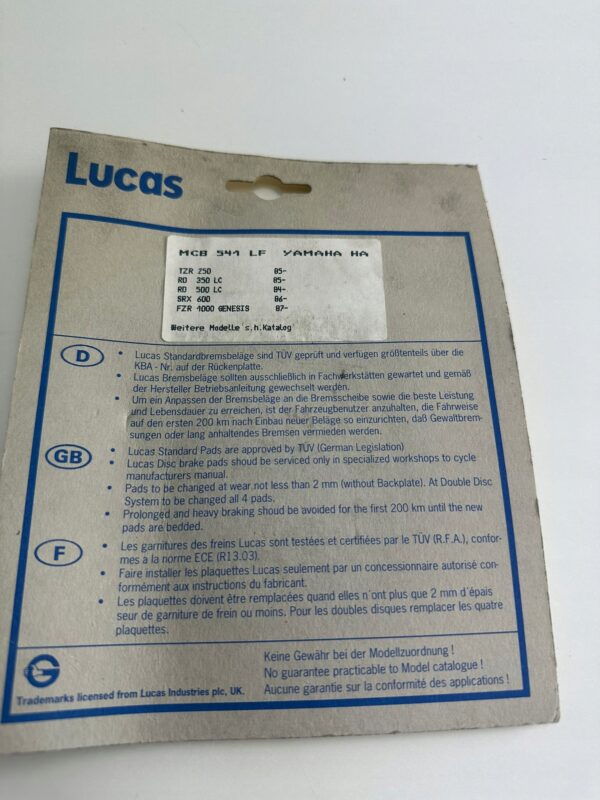 Lucas
MCB 541 LF YAMAHA HA
TZR 250 85-
RD 350 LC 85-
RD 500 LC 84-
SRX 600 86-
FZR 1000 GENESIS 87-
Weitere Modelle s.h.Katalog
D
• Lucas Standardbremsbeläge sind TÜV geprüft und verfügen größtenteils über die
KBA - Nr. auf der Rückenplatte.
• Lucas Bremsbeläge sollten ausschließlich in Fachwerkstätten gewartet und gemäß
der Hersteller Betriebsanleitung gewechselt werden.
• Um ein Anpassen der Bremsbeläge an die Bremsscheibe sowie die beste Leistung
und Lebensdauer zu erreichen, ist der Fahrzeugbenutzer anzuhalten, die Fahrweise
auf den ersten 200 km nach Einbau neuer Beläge so einzurichten, daß Gewaltbrem-
sungen oder lang anhaltendes Bremsen vermieden werden.
GB
• Lucas Standard Pads are approved by TÜV (German Legislation)
• Lucas Disc brake pads shoud be serviced only in specialized workshops to cycle
manufacturers manual.
• Pads to be changed at wear not less than 2 mm (without Backplate). At Double Disc
System to be changed all 4 pads.
• Prolonged and heavy braking shoud be avoided for the first 200 km until the new
pads are bedded.
F
• Les garnitures des freins Lucas sont testées et certifiées par le TÜV (R.F.A.), confor-
mes a la norme ECE (R13.03).
• Faire installer les plaquettes Lucas seulement par un concessionnaire autorisé con-
formément aux instructions du fabricant.
• Les plaquettes doivent être remplacées quand elles n'ont plus que 2 mm d'épais
seur de garniture de frein ou moins. Pour les doubles disques remplacer les quatre
plaquettes.
Trademarks licensed from Lucas Industries plc, UK.
Keine Gewähr bei der Modellzuordnung !
No guarantee practicable to Model catalogue !
Aucune garantie sur la conformité des applications !